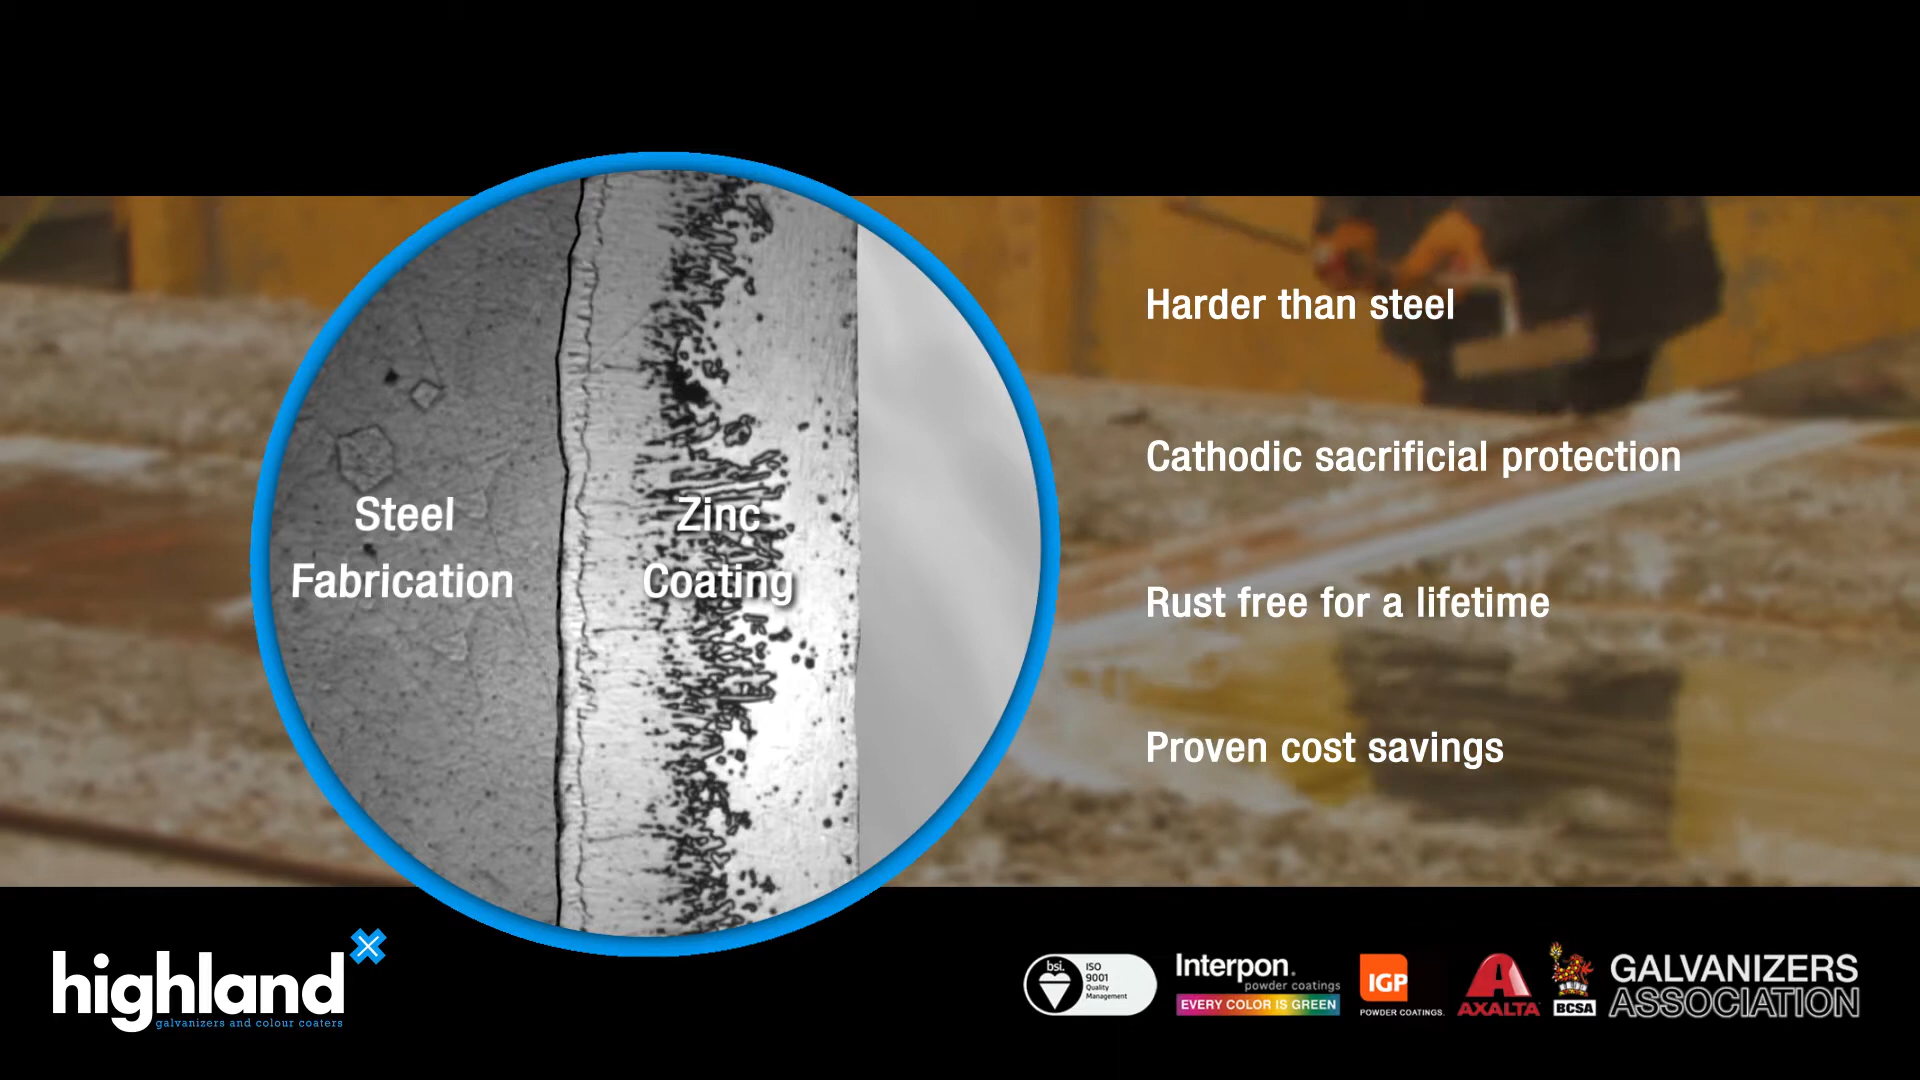 Harder than steel
Cathodic sacrificial protection
Steel
Fabrication
Zinc
Coating
Rust free for a lifetime
Proven cost savings
highland
galvanizers and colour coaters
bsi.
ISO
9001
Quality
Management
Interpon.
powder coatings
EVERY COLOR IS GREEN
IGP
POWDER COATINGS.
AXALTA
BCSA
GALVANIZERS
ASSOCIATION